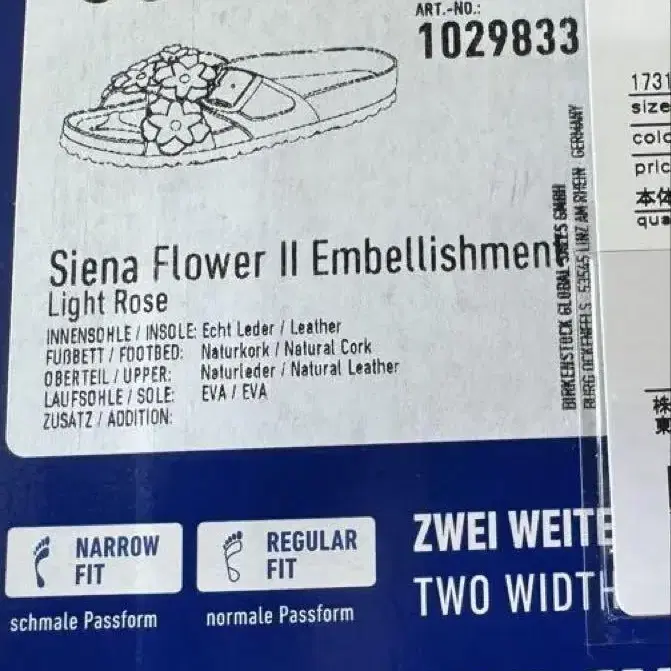 ART.-NO.:
1029833
Siena Flower II Embellishment
Light Rose
INNENSOHLE / INSOLE: Echt Leder / Leather
FUßBETT / FOOTBED: Naturkork / Natural Cork
OBERTEIL / UPPER: Naturleder / Natural Leather
LAUFSOHLE / SOLE: EVA / EVA
ZUSATZ / ADDITION:
BIRKENSTOCK GLOBAL SALES GMBH
BURG OCKENFELS 53545 LINZ AM RHEIN GERMANY
1731
size
colo
pric
本体
qua
株
東
NARROW
FIT
schmale Passform
REGULAR
FIT
normale Passform
ZWEI WEITE
TWO WIDTH